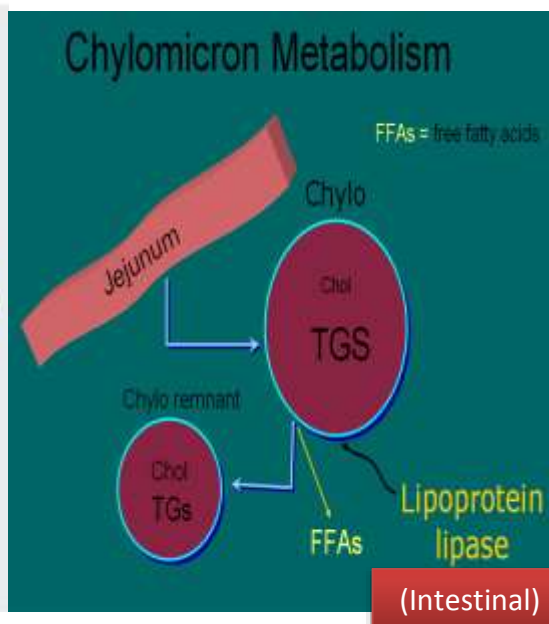 Chylomicron Metabolism
FFAs = free fatty acids
Chylo
Jejunum
Chol
TGS
Chylo remnant
Chol
TGs
FFAs
Lipoprotein
lipase
(Intestinal)